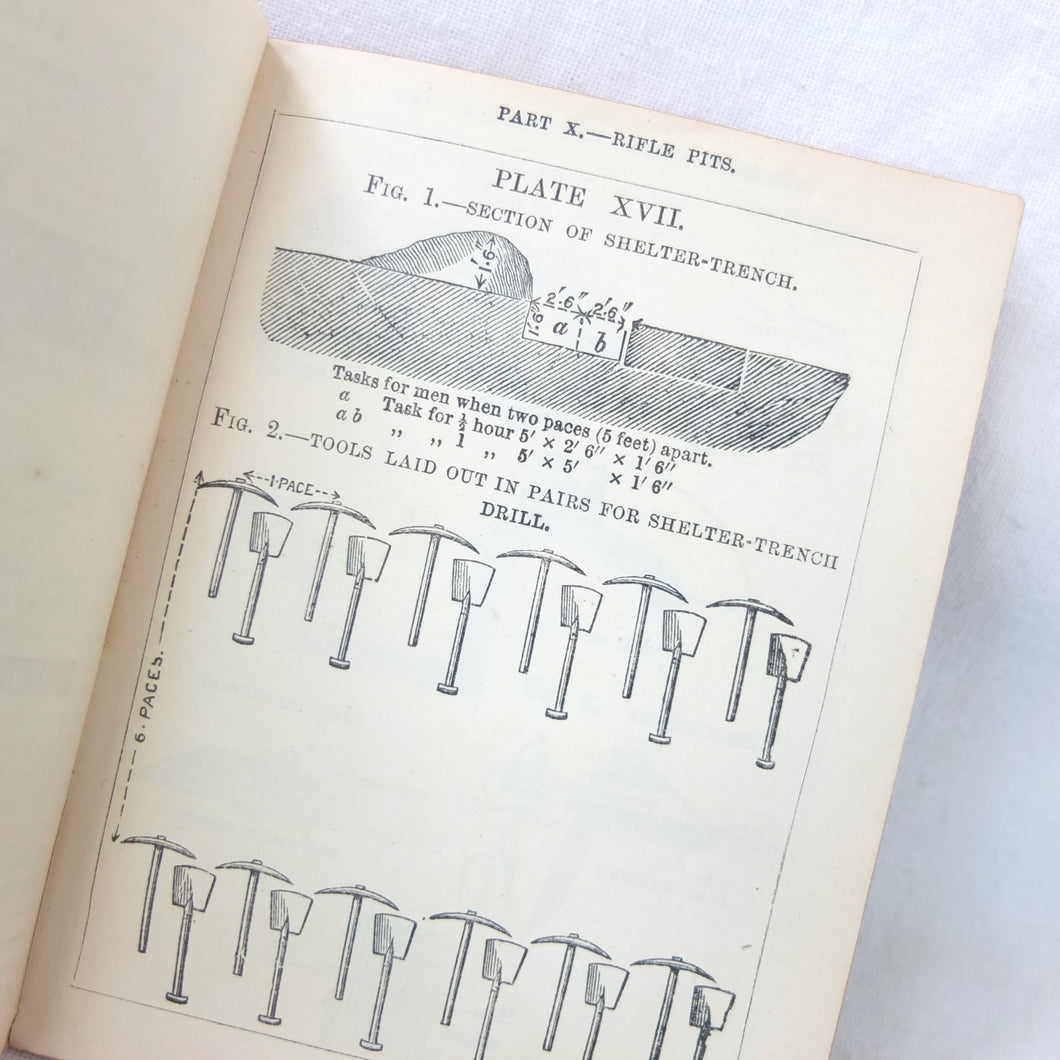 PART X.—RIFLE PITS.
PLATE XVII.
FIG. 1.—SECTION OF SHELTER-TRENCH.
1'.6"
2'.6" 2'.6"
1'.6" a b
Tasks for men when two paces (5 feet) apart.
a Task for ½ hour 5' × 2' 6" × 1' 6"
a b „ „ 1 „ 5' × 5' × 1' 6"
FIG. 2.—TOOLS LAID OUT IN PAIRS FOR SHELTER-TRENCH
DRILL.
1·PACE
6·PACES.